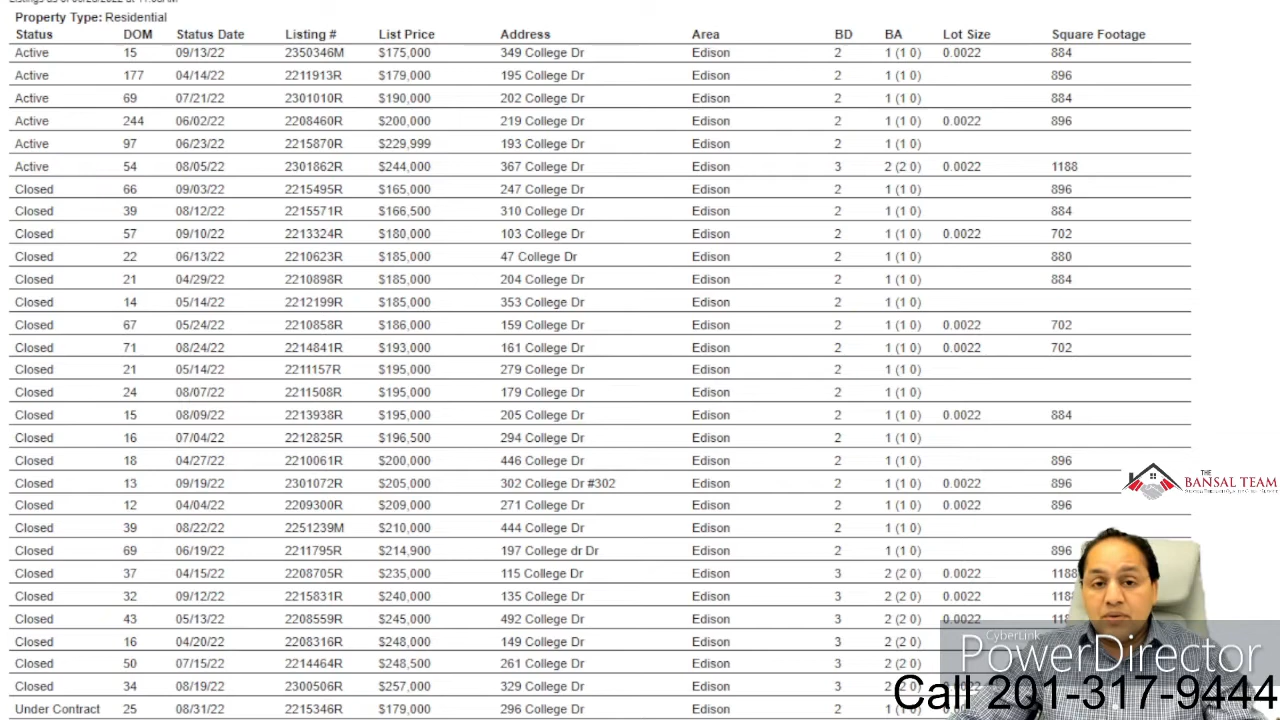 Property Type: Residential
Status DOM Status Date Listing # List Price Address Area BD BA Lot Size Square Footage
Active 15 09/13/22 2350346M $175,000 349 College Dr Edison 2 1 (1 0) 0.0022 884
Active 177 04/14/22 2211913R $179,000 195 College Dr Edison 2 1 (1 0) 896
Active 69 07/21/22 2301010R $190,000 202 College Dr Edison 2 1 (1 0) 884
Active 244 06/02/22 2208460R $200,000 219 College Dr Edison 2 1 (1 0) 0.0022 896
Active 97 06/23/22 2215870R $229,999 193 College Dr Edison 2 1 (1 0)
Active 54 08/05/22 2301862R $244,000 367 College Dr Edison 3 2 (2 0) 0.0022 1188
Closed 66 09/03/22 2215495R $165,000 247 College Dr Edison 2 1 (1 0) 896
Closed 39 08/12/22 2215571R $166,500 310 College Dr Edison 2 1 (1 0) 884
Closed 57 09/10/22 2213324R $180,000 103 College Dr Edison 2 1 (1 0) 0.0022 702
Closed 22 06/13/22 2210623R $185,000 47 College Dr Edison 2 1 (1 0) 880
Closed 21 04/29/22 2210898R $185,000 204 College Dr Edison 2 1 (1 0) 884
Closed 14 05/14/22 2212199R $185,000 353 College Dr Edison 2 1 (1 0)
Closed 67 05/24/22 2210858R $186,000 159 College Dr Edison 2 1 (1 0) 0.0022 702
Closed 71 08/24/22 2214841R $193,000 161 College Dr Edison 2 1 (1 0) 0.0022 702
Closed 21 05/14/22 2211157R $195,000 279 College Dr Edison 2 1 (1 0)
Closed 24 08/07/22 2211508R $195,000 179 College Dr Edison 2 1 (1 0)
Closed 15 08/09/22 2213938R $195,000 205 College Dr Edison 2 1 (1 0) 0.0022 884
Closed 16 07/04/22 2212825R $196,500 294 College Dr Edison 2 1 (1 0)
Closed 18 04/27/22 2210061R $200,000 446 College Dr Edison 2 1 (1 0) 896
Closed 13 09/19/22 2301072R $205,000 302 College Dr #302 Edison 2 1 (1 0) 0.0022 896
Closed 12 04/04/22 2209300R $209,000 271 College Dr Edison 2 1 (1 0) 0.0022 896
Closed 39 08/22/22 2251239M $210,000 444 College Dr Edison 2 1 (1 0)
Closed 69 06/19/22 2211795R $214,900 197 College dr Dr Edison 2 1 (1 0) 896
Closed 37 04/15/22 2208705R $235,000 115 College Dr Edison 3 2 (2 0) 0.0022 1188
Closed 32 09/12/22 2215831R $240,000 135 College Dr Edison 3 2 (2 0) 0.0022
Closed 43 05/13/22 2208559R $245,000 492 College Dr Edison 3 2 (2 0) 0.0022
Closed 16 04/20/22 2208316R $248,000 149 College Dr Edison 3 2 (2 0)
Closed 50 07/15/22 2214464R $248,500 261 College Dr Edison 3 2 (2 0)
Closed 34 08/19/22 2300506R $257,000 329 College Dr Edison 3
Under Contract 25 08/31/22 2215346R $179,000 296 College Dr Edison 2
THE
BANSAL TEAM
CyberLink
PowerDirector
Call 201-317-9444